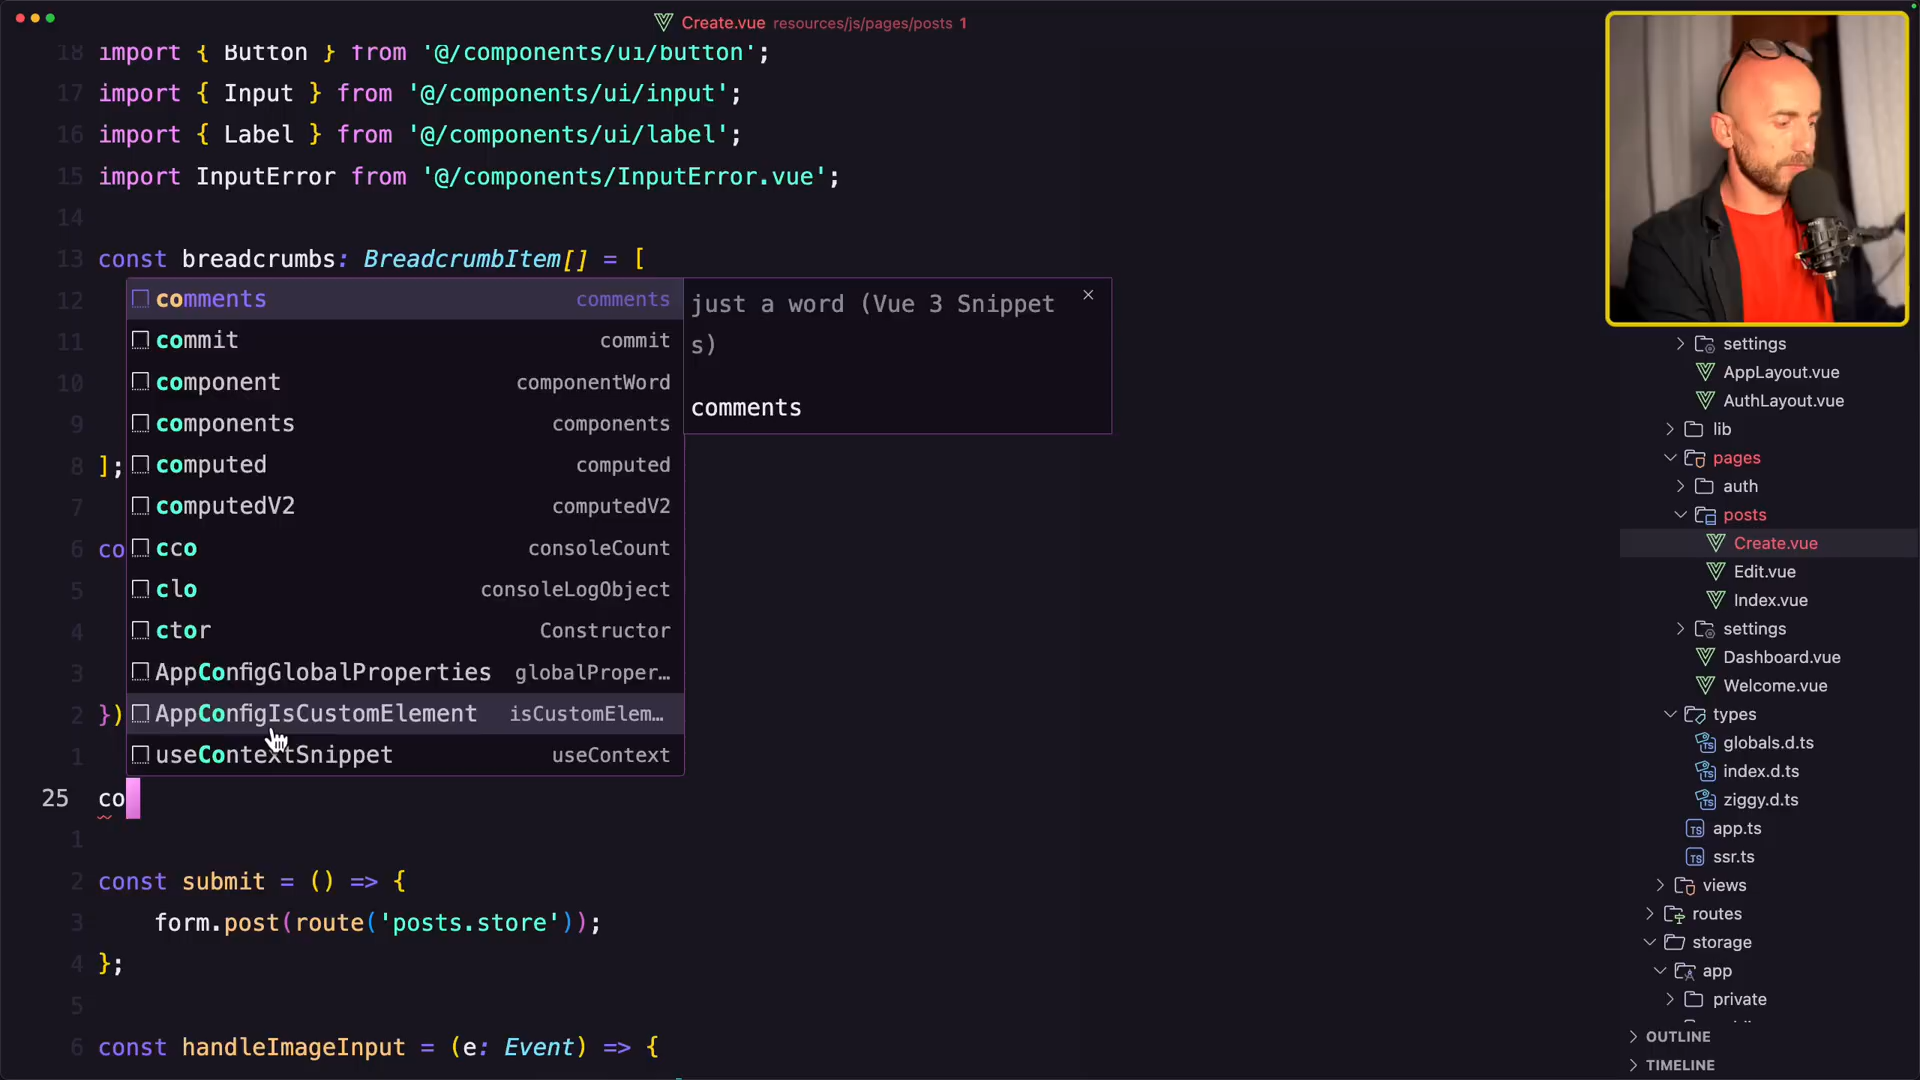 Create.vue resources/js/pages/posts 1
18 import { Button } from '@/components/ui/button';
17 import { Input } from '@/components/ui/input';
16 import { Label } from '@/components/ui/label';
15 import InputError from '@/components/InputError.vue';
14
13 const breadcrumbs: BreadcrumbItem[] = [
12
11
10
9
8 ];
7
6 co
5
4
3
2 })
1
25 co
1
2 const submit = () => {
3 form.post(route('posts.store'));
4 };
5
6 const handleImageInput = (e: Event) => {
comments comments
commit commit
component componentWord
components components
computed computed
computedV2 computedV2
cco consoleCount
clo consoleLogObject
ctor Constructor
AppConfigGlobalProperties globalProper…
AppConfigIsCustomElement isCustomElem…
useContextSnippet useContext
just a word (Vue 3 Snippet
s)
comments
settings
AppLayout.vue
AuthLayout.vue
lib
pages
auth
posts
Create.vue
Edit.vue
Index.vue
settings
Dashboard.vue
Welcome.vue
types
globals.d.ts
index.d.ts
ziggy.d.ts
app.ts
ssr.ts
views
routes
storage
app
private
OUTLINE
TIMELINE